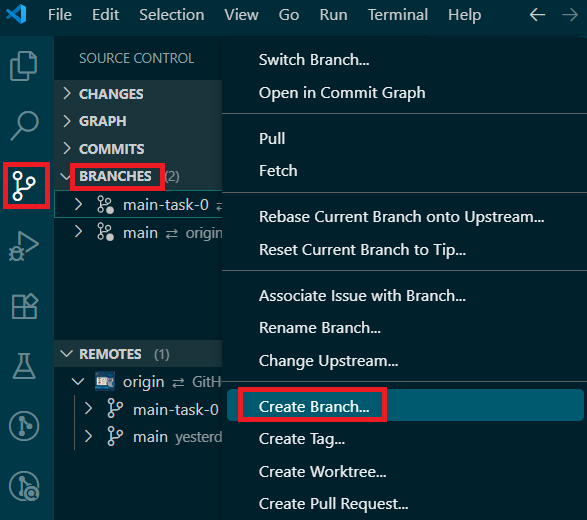 File Edit Selection View Go Run Terminal Help
SOURCE CONTROL
CHANGES
GRAPH
COMMITS
BRANCHES (2)
main-task-0
main origin
REMOTES (1)
origin GitH
main-task-0
main yesterd
Switch Branch...
Open in Commit Graph
Pull
Fetch
Rebase Current Branch onto Upstream...
Reset Current Branch to Tip...
Associate Issue with Branch...
Rename Branch...
Change Upstream...
Create Branch...
Create Tag...
Create Worktree...
Create Pull Request...